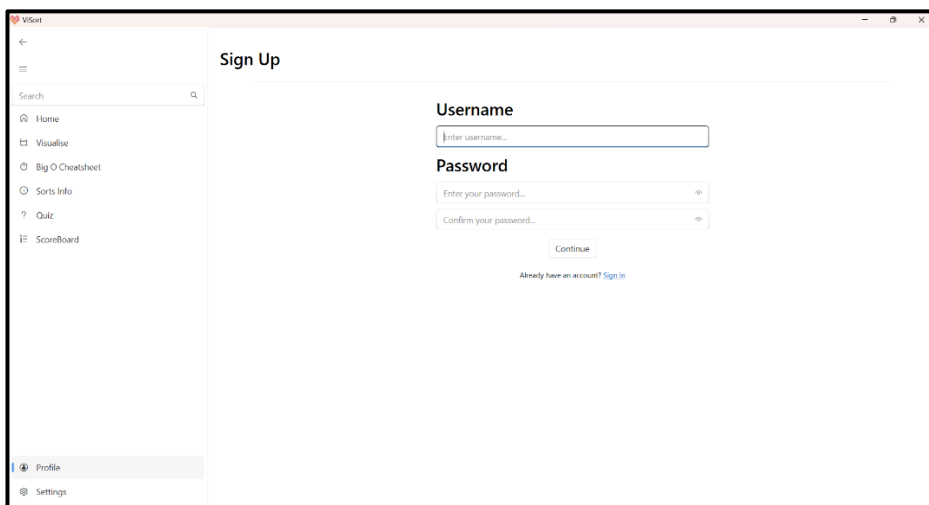 ViSort
Sign Up
Search
Home
Visualise
Big O Cheatsheet
Sorts Info
Quiz
ScoreBoard
Username
Enter username...
Password
Enter your password...
Confirm your password...
Continue
Already have an account? Sign in
Profile
Settings